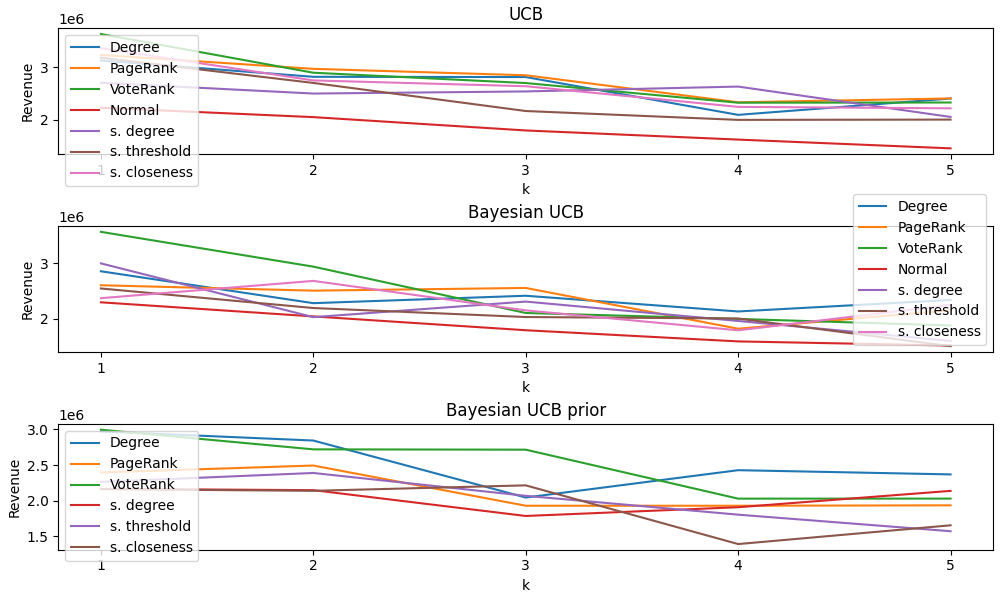 UCB
1e6
Revenue
3
2
Degree
PageRank
VoteRank
Normal
s. degree
s. threshold
s. closeness
1 2 3 4 5
k
Bayesian UCB
1e6
Revenue
3
2
Degree
PageRank
VoteRank
Normal
s. degree
s. threshold
s. closeness
1 2 3 4 5
k
Bayesian UCB prior
1e6
Revenue
3.0
2.5
2.0
1.5
Degree
PageRank
VoteRank
s. degree
s. threshold
s. closeness
1 2 3 4 5
k